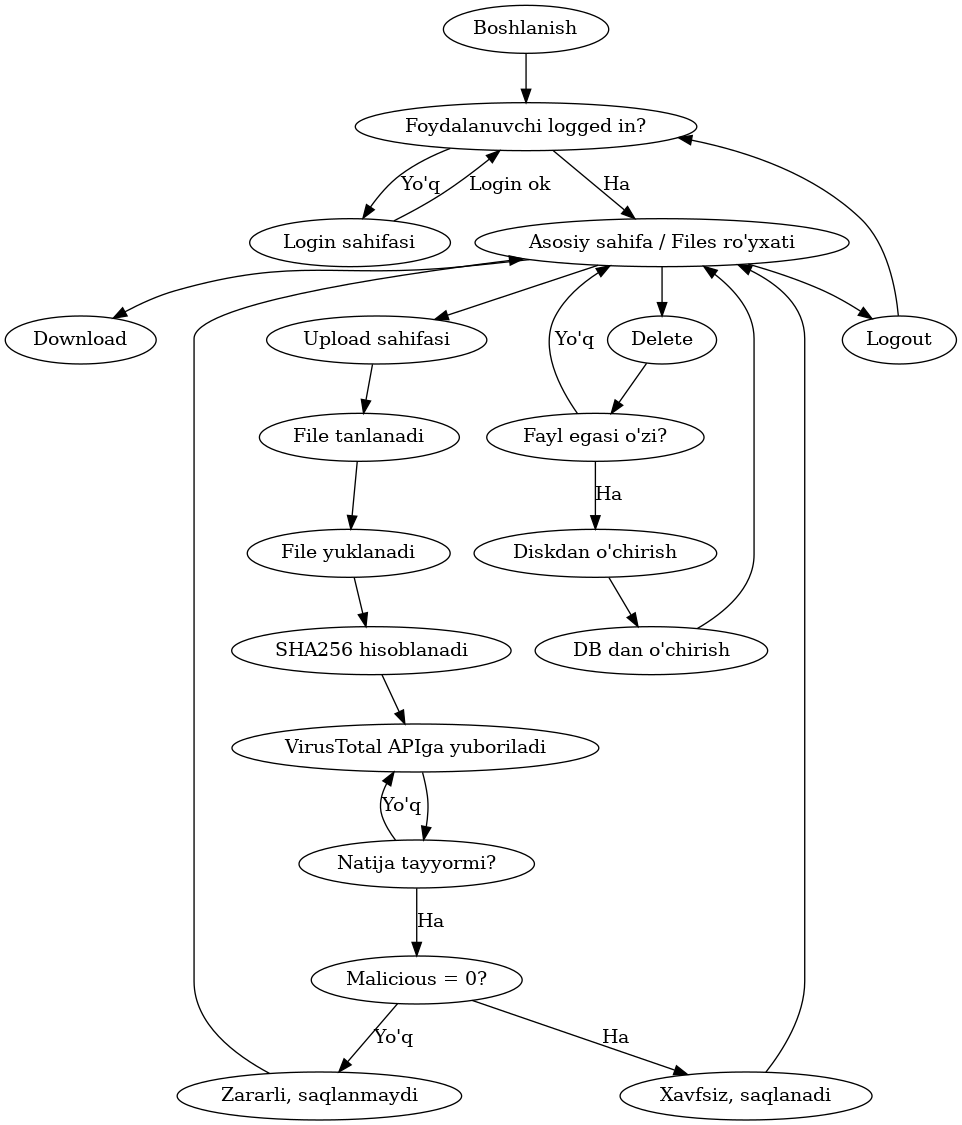 Boshlanish
Foydalanuvchi logged in?
Yo'q
Login ok
Ha
Login sahifasi
Asosiy sahifa / Files ro'yxati
Download
Upload sahifasi
Yo'q
Delete
Logout
File tanlanadi
Fayl egasi o'zi?
Ha
File yuklanadi
Diskdan o'chirish
SHA256 hisoblanadi
DB dan o'chirish
VirusTotal APIga yuboriladi
Yo'q
Natija tayyormi?
Ha
Malicious = 0?
Yo'q
Ha
Zararli, saqlanmaydi
Xavfsiz, saqlanadi